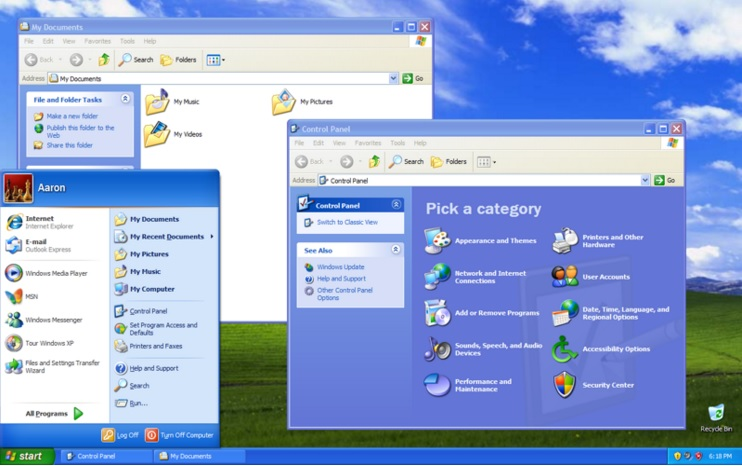 My Documents
File Edit View Favorites Tools Help
Back Search Folders
Address My Documents Go
File and Folder Tasks
Make a new folder
Publish this folder to the
Web
Share this folder
My Music
My Pictures
My Videos
Control Panel
File Edit View Favorites Tools Help
Back Search Folders
Address Control Panel Go
Control Panel
Switch to Classic View
See Also
Windows Update
Help and Support
Other Control Panel
Options
Pick a category
Appearance and Themes
Printers and Other
Hardware
Network and Internet
Connections
User Accounts
Add or Remove Programs
Date, Time, Language, and
Regional Options
Sounds, Speech, and Audio
Devices
Accessibility Options
Performance and
Maintenance
Security Center
Aaron
Internet
Internet Explorer
E-mail
Outlook Express
Windows Media Player
MSN
Windows Messenger
Tour Windows XP
Files and Settings Transfer
Wizard
All Programs
My Documents
My Recent Documents
My Pictures
My Music
My Computer
Control Panel
Set Program Access and
Defaults
Printers and Faxes
Help and Support
Search
Run...
Log Off Turn Off Computer
Recycle Bin
start Control Panel My Documents 6:18 PM